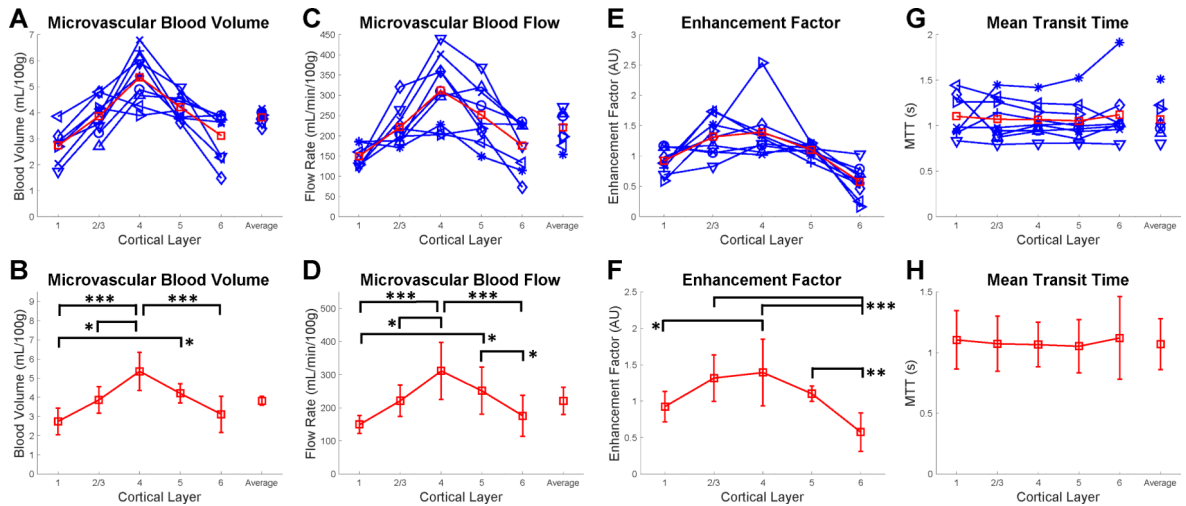 A Microvascular Blood Volume
Blood Volume (mL/100g)
7
6
5
4
3
2
1
0
1 2/3 4 5 6 Average
Cortical Layer
C Microvascular Blood Flow
Flow Rate (mL/min/100g)
450
400
350
300
250
200
150
100
50
0
1 2/3 4 5 6 Average
Cortical Layer
E Enhancement Factor
Enhancement Factor (AU)
3
2.5
2
1.5
1
0.5
0
1 2/3 4 5 6
Cortical Layer
G Mean Transit Time
MTT (s)
2
1.5
1
0.5
0
1 2/3 4 5 6 Average
Cortical Layer
B Microvascular Blood Volume
Blood Volume (mL/100g)
9
8
7
6
5
4
3
2
1
0
*** ***
*
*
1 2/3 4 5 6 Average
Cortical Layer
D Microvascular Blood Flow
Flow Rate (mL/min/100g)
500
400
300
200
100
0
*** ***
*
*
*
1 2/3 4 5 6 Average
Cortical Layer
F Enhancement Factor
Enhancement Factor (AU)
2.5
2
1.5
1
0.5
0
***
*
**
1 2/3 4 5 6
Cortical Layer
H Mean Transit Time
MTT (s)
1.5
1
0.5
0
1 2/3 4 5 6 Average
Cortical Layer